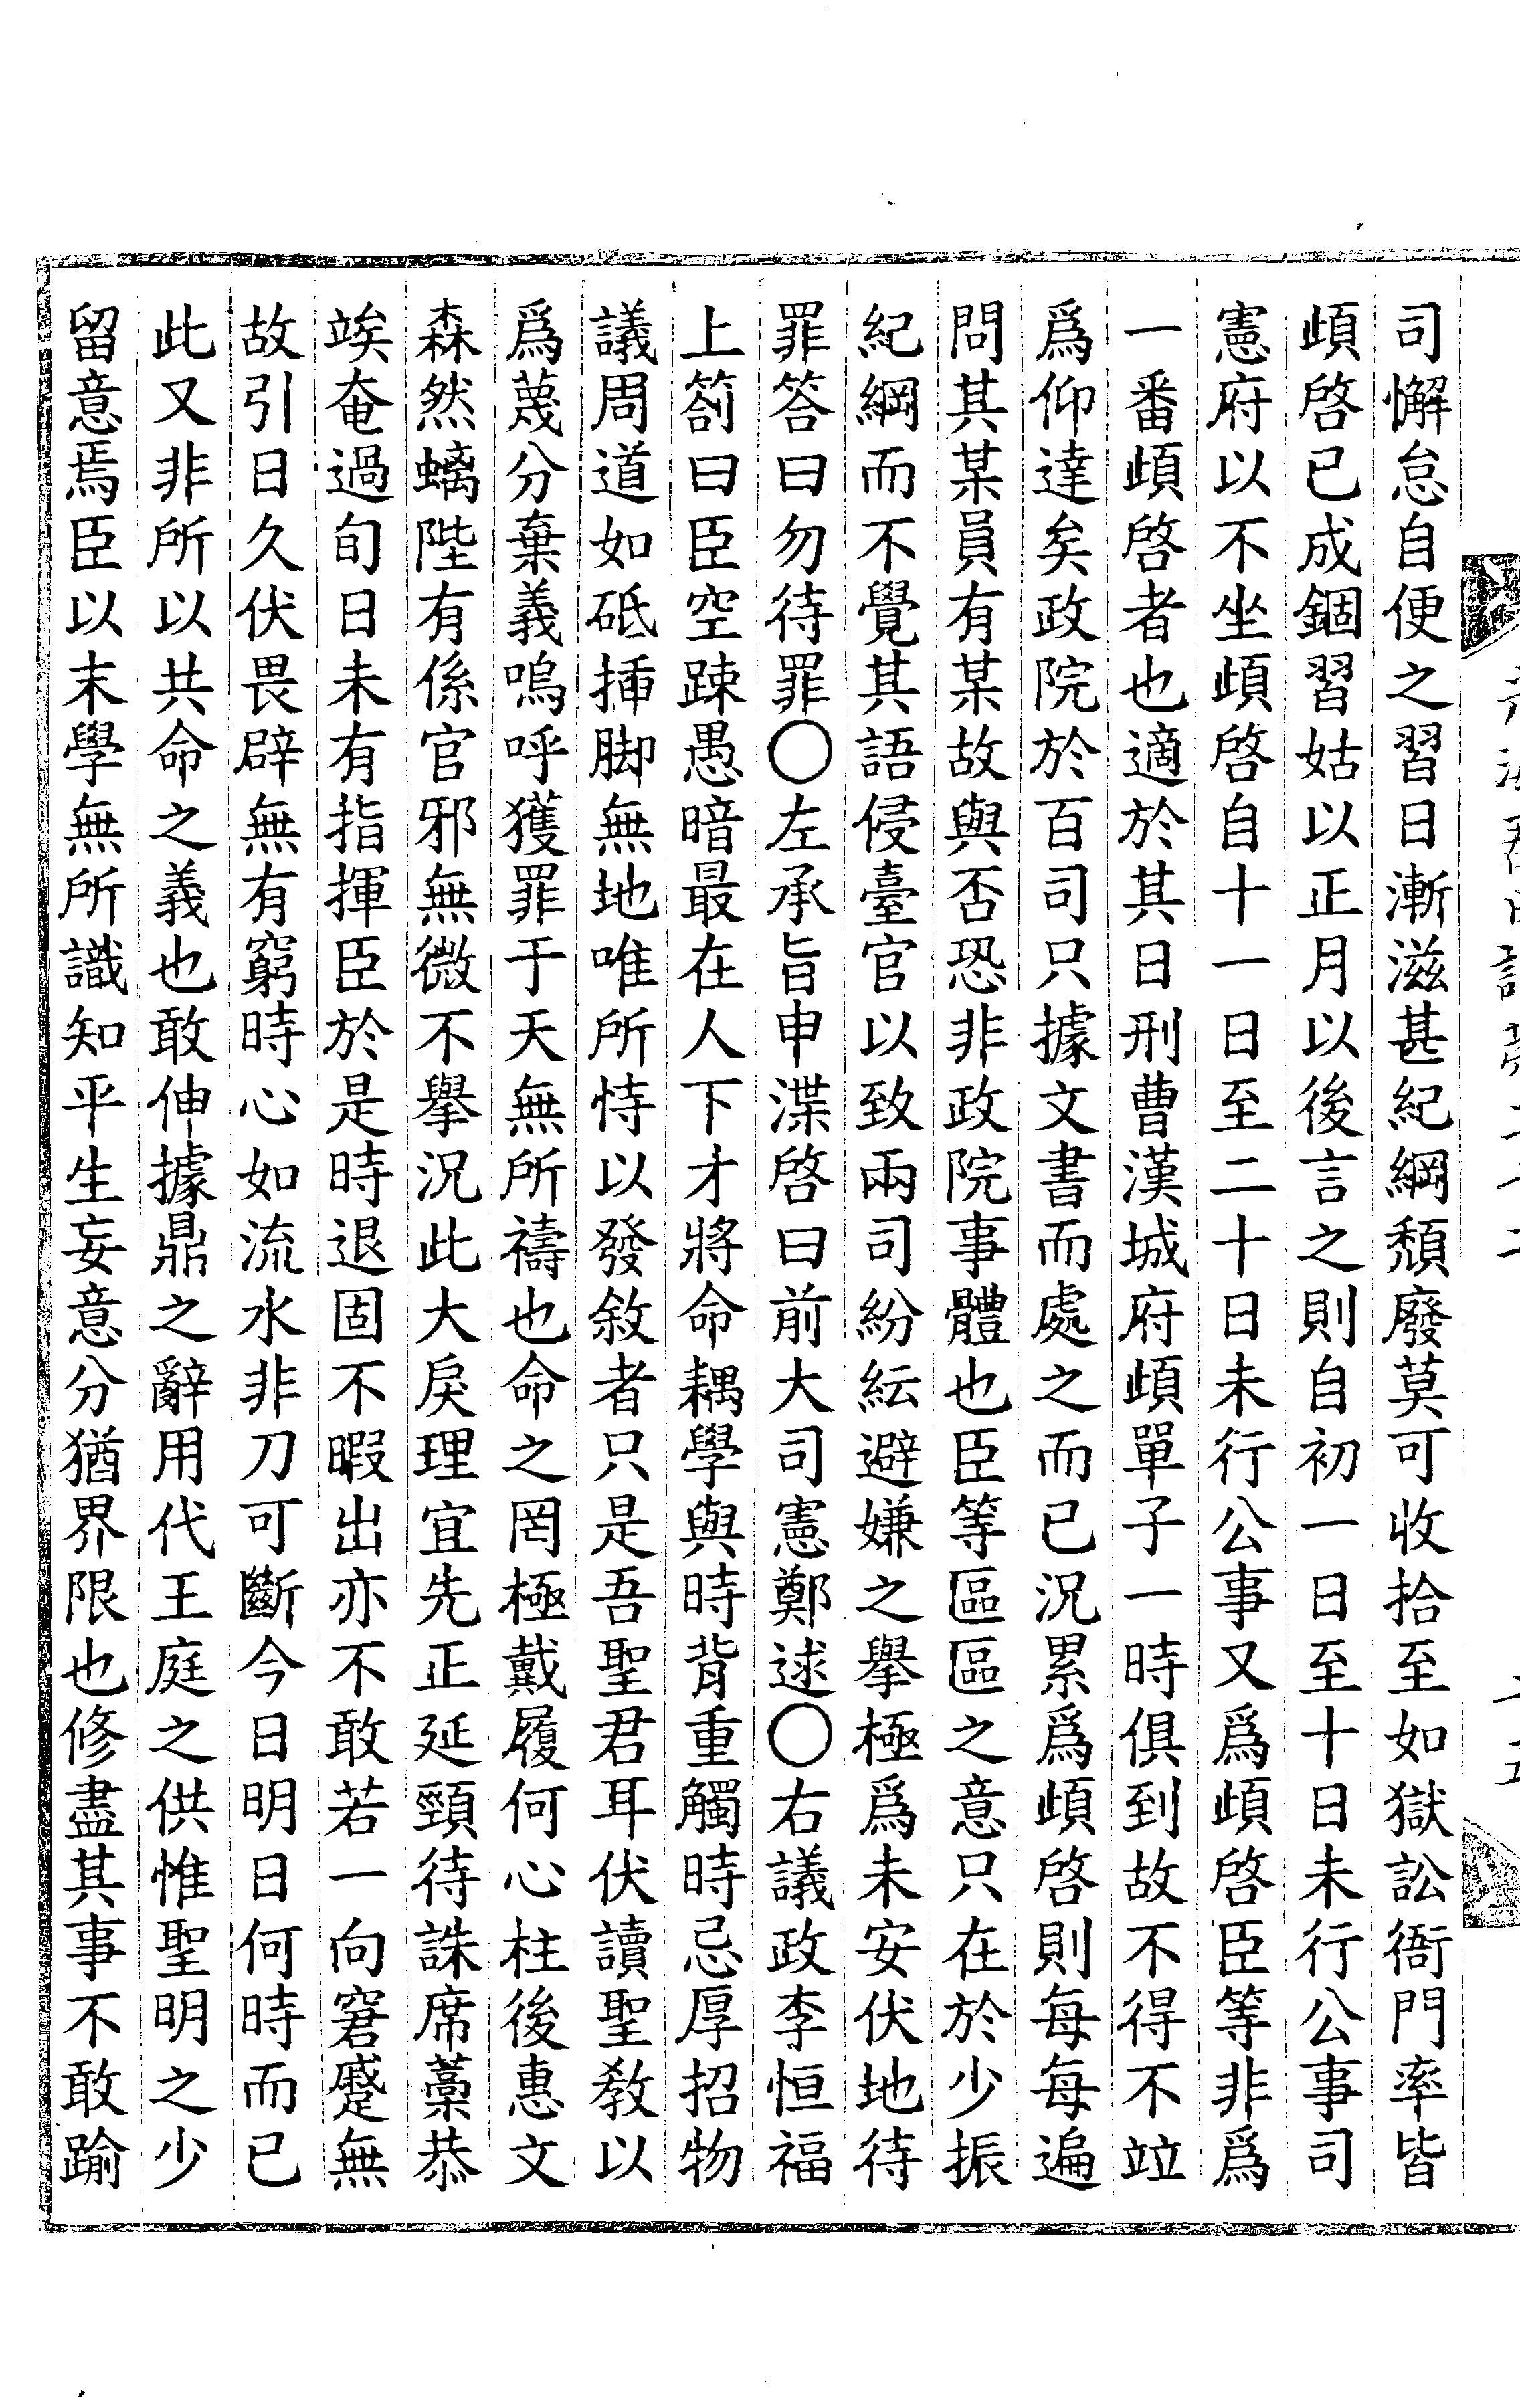 司懈怠自便之習日漸滋甚紀綱頹廢莫可收拾至如獄訟衙門率皆
頉啓已成錮習姑以正月以後言之則自初一日至十日未行公事司
憲府以不坐頉啓自十一日至二十日未行公事又爲頉啓臣等非爲
一番頉啓者也適於其日刑曹漢城府頉單子一時俱到故不得不竝
爲仰達矣政院於百司只據文書而處之而已況累爲頉啓則每每遍
問其某員有某故與否恐非政院事體也臣等區區之意只在於少振
紀綱而不覺其語侵臺官以致兩司紛紜避嫌之擧極爲未安伏地待
罪答曰勿待罪○左承旨申渫啓曰前大司憲鄭逑○右議政李恒福
上箚曰臣空踈愚暗最在人下才將命耦學與時背重觸時忌厚招物
議周道如砥揷脚無地唯所恃以發敘者只是吾聖君耳伏讀聖敎以
爲蔑分棄義嗚呼獲罪于天無所禱也命之罔極戴履何心柱後惠文
森然螭陛有係官邪無微不擧況此大戾理宜先正延頸待誅席藁恭
竢奄過旬日未有指揮臣於是時退固不暇出亦不敢若一向窘蹙無
故引日久伏畏辟無有窮時心如流水非刀可斷今日明日何時而已
此又非所以共命之義也敢伸據鼎之辭用代王庭之供惟聖明之少
留意焉臣以末學無所識知平生妄意分猶界限也修盡其事不敢踰